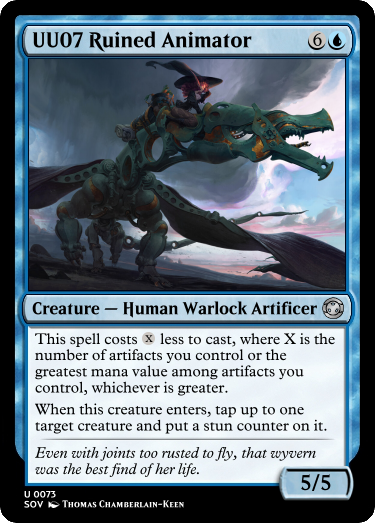 UU07 Ruined Animator 6
Creature — Human Warlock Artificer
This spell costs X less to cast, where X is the
number of artifacts you control or the
greatest mana value among artifacts you
control, whichever is greater.
When this creature enters, tap up to one
target creature and put a stun counter on it.
Even with joints too rusted to fly, that wyvern
was the best find of her life.
5/5
U 0073
SOV Thomas Chamberlain-Keen